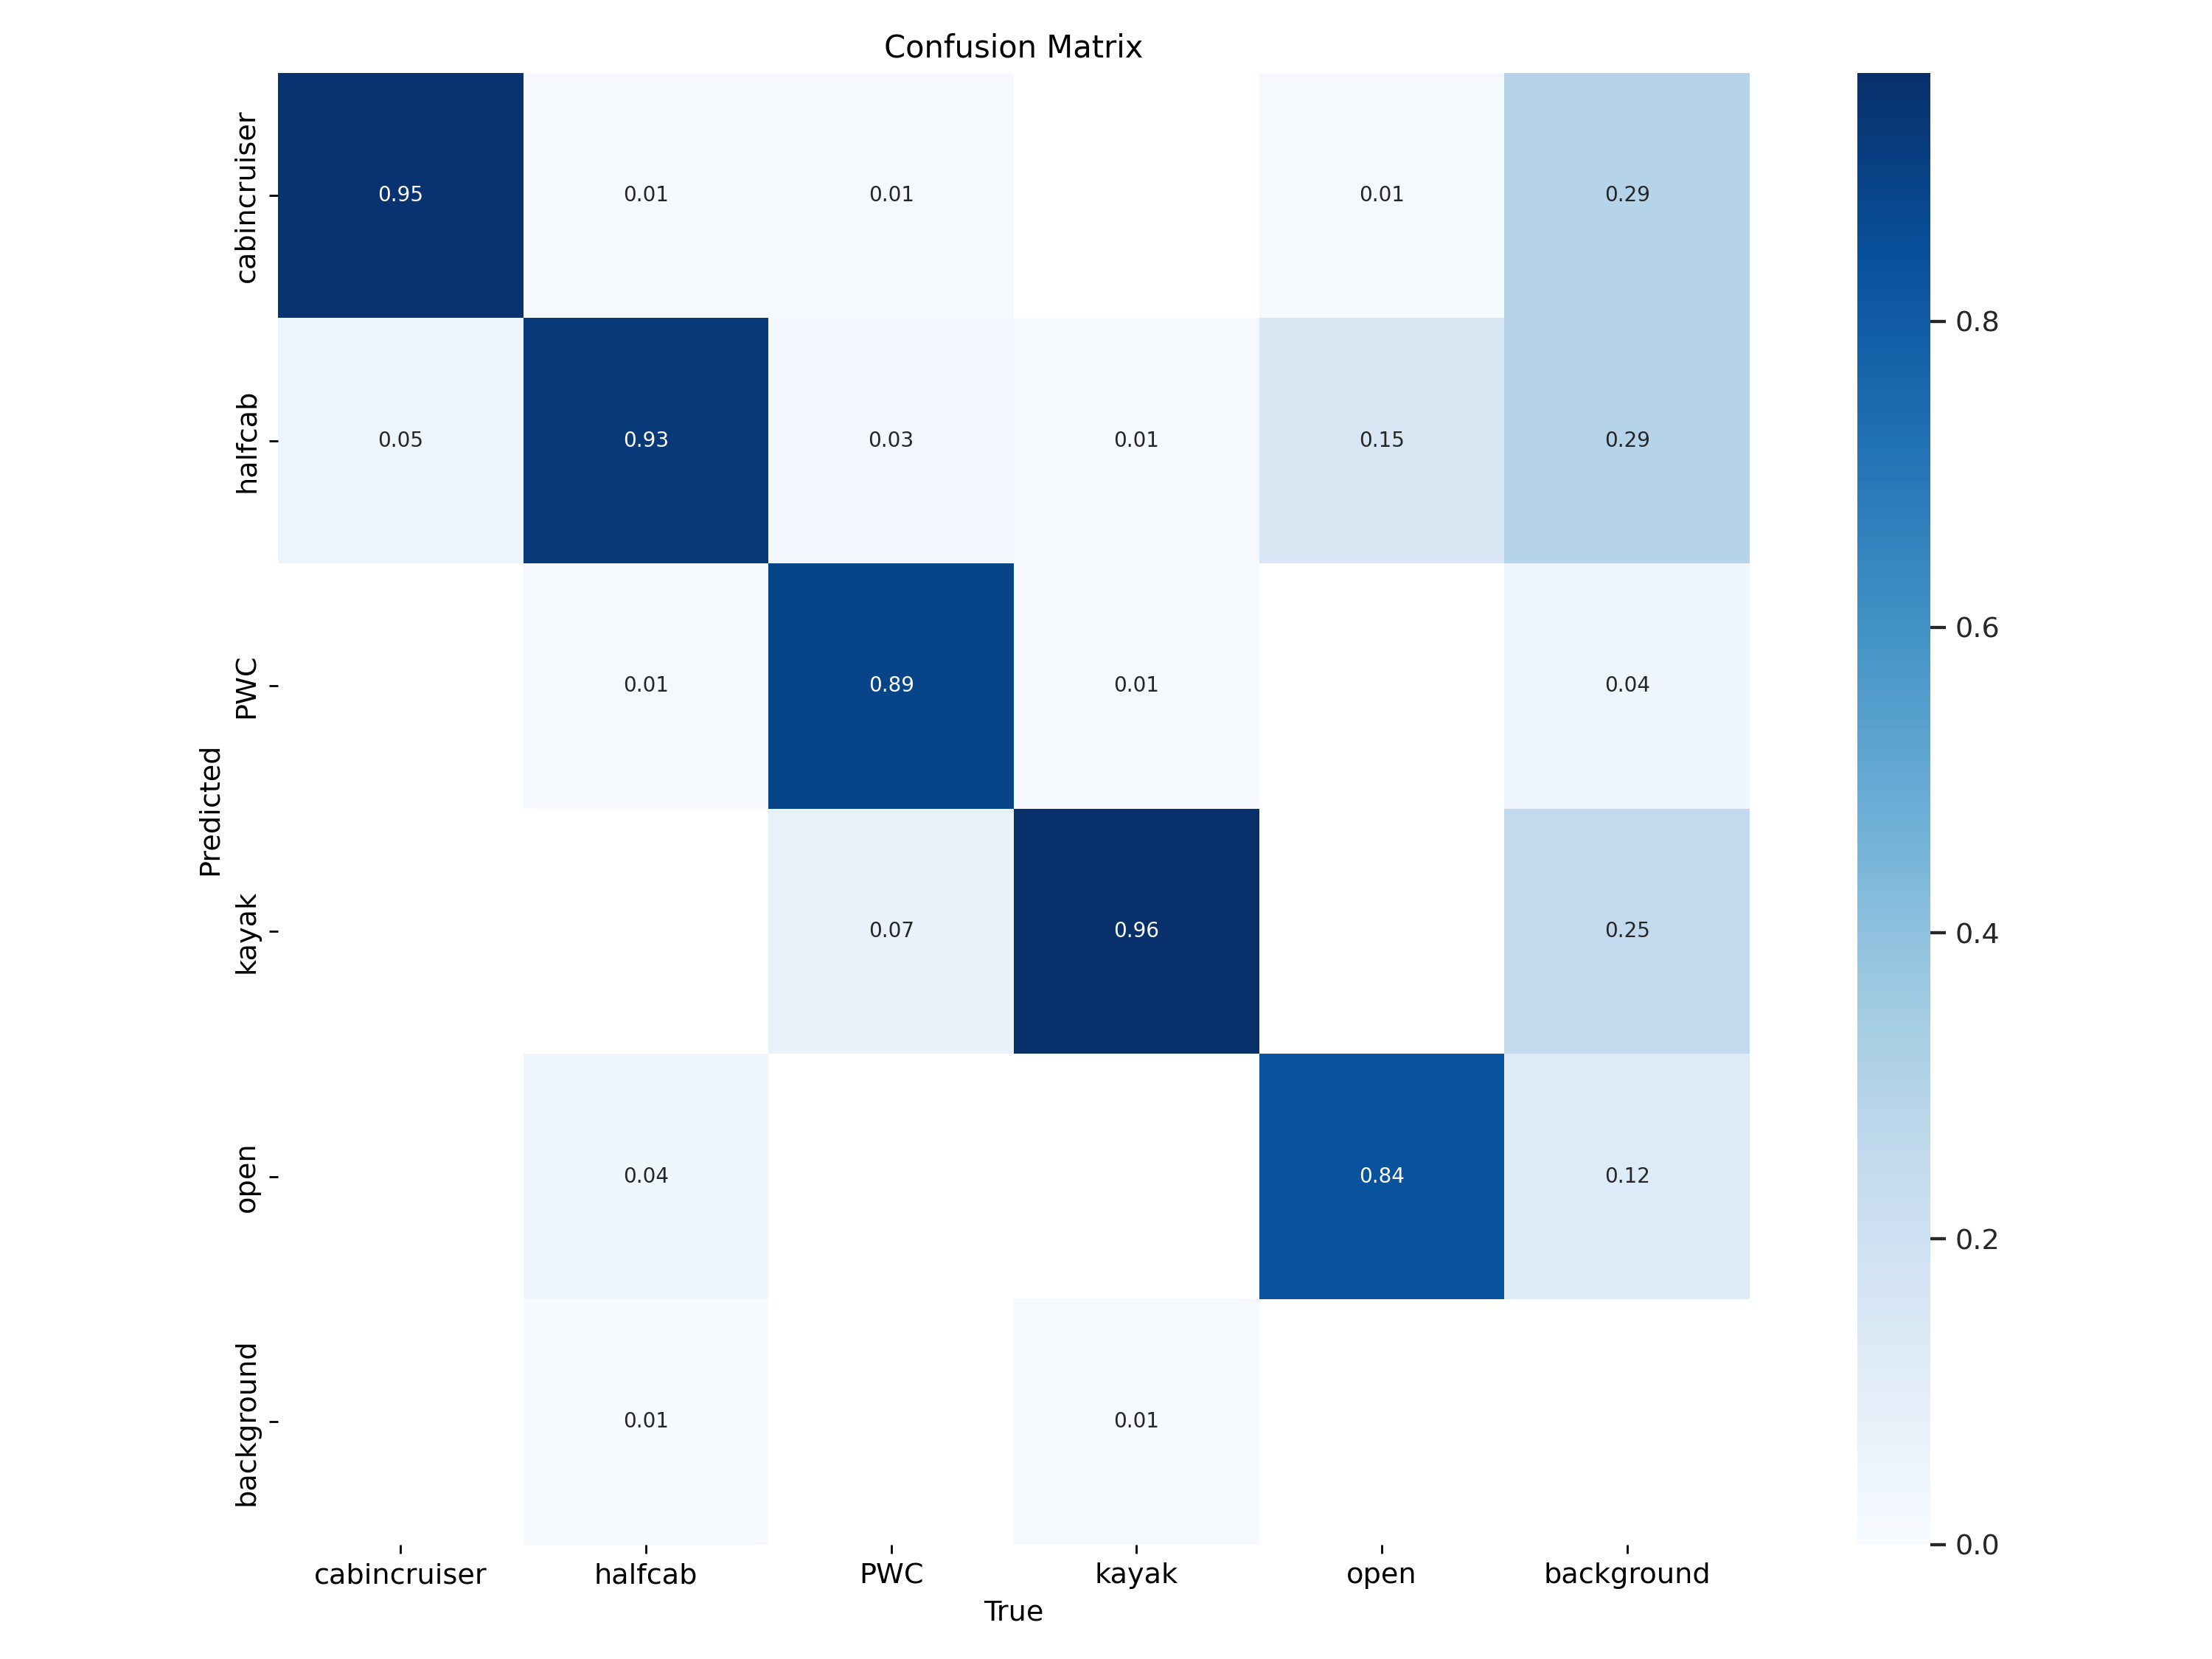 Confusion Matrix
cabincruiser
0.95 0.01 0.01 0.01 0.29
halfcab
0.05 0.93 0.03 0.01 0.15 0.29
PWC
0.01 0.89 0.01 0.04
kayak
0.07 0.96 0.25
open
0.04 0.84 0.12
background
0.01 0.01
Predicted
cabincruiser halfcab PWC kayak open background
True
0.8
0.6
0.4
0.2
0.0